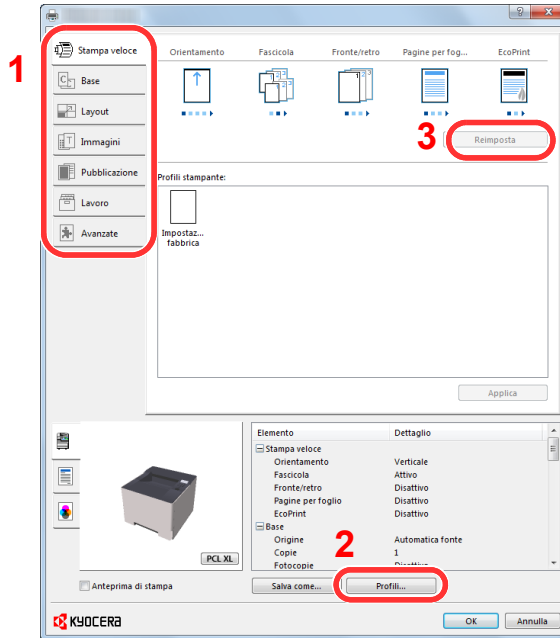 1
Stampa veloce
Base
Layout
Immagini
Pubblicazione
Lavoro
Avanzate
Orientamento Fascicola Fronte/retro Pagine per fog... EcoPrint
3 Reimposta
Profili stampante:
Impostaz...
fabbrica
Applica
Elemento Dettaglio
Stampa veloce
Orientamento Verticale
Fascicola Attivo
Fronte/retro Disattivo
Pagine per foglio Disattivo
EcoPrint Disattivo
Base
Origine Automatica fonte
Copie 1
Fotocopie Disattivo
2
PCL XL
Anteprima di stampa Salva come... Profili...
KYOCERA OK Annulla